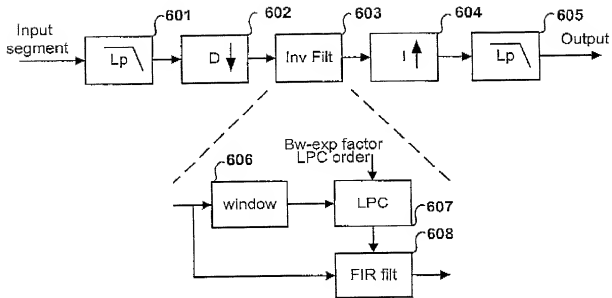 601
602
603
604
605
Input
segment
Lp
D
Inv Filt
I
Lp
Output
Bw-exp factor
LPC order
606
window
LPC
607
608
FIR filt